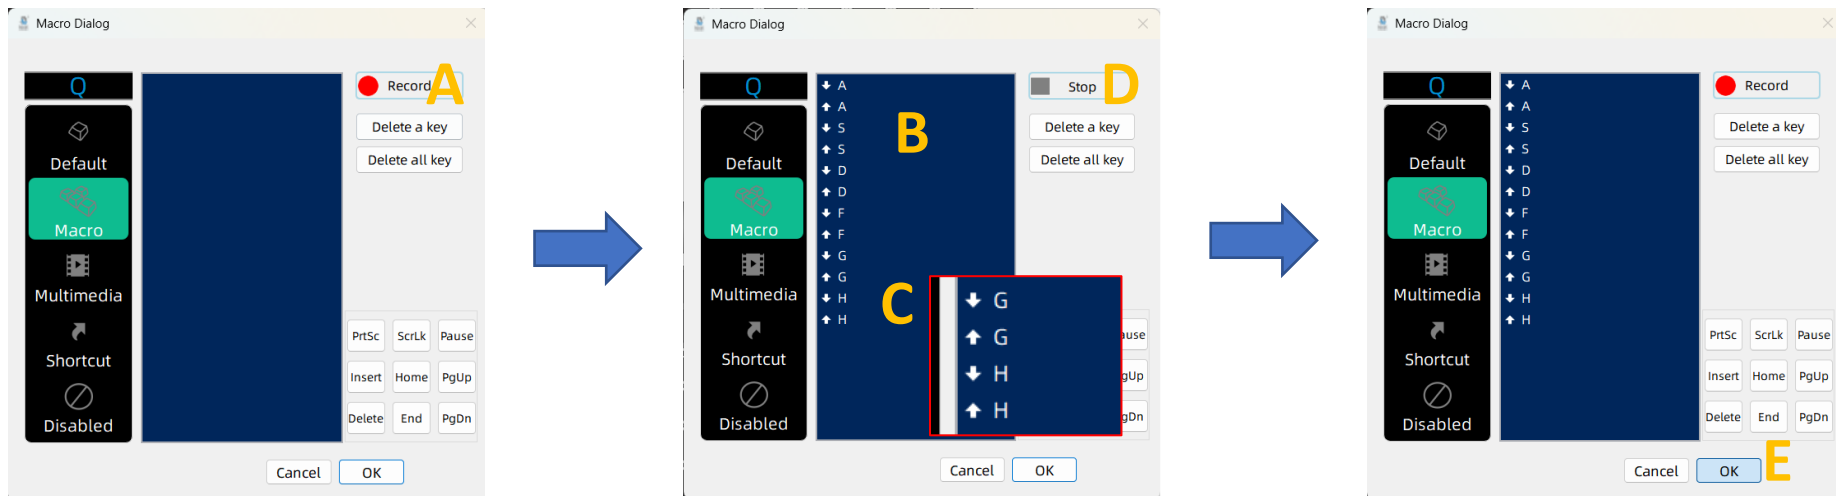 Macro Dialog
Q
Record
A
Delete a key
Delete all key
Default
Macro
Multimedia
Shortcut
Disabled
PrtSc ScrLk Pause
Insert Home PgUp
Delete End PgDn
Cancel OK
Macro Dialog
Q
A
A
S
S
D
D
F
F
G
G
H
H
B
C
G
G
H
H
Stop
D
Delete a key
Delete all key
Default
Macro
Multimedia
Shortcut
Disabled
ause
gUp
gDn
Cancel OK
Macro Dialog
Q
A
A
S
S
D
D
F
F
G
G
H
H
Record
Delete a key
Delete all key
Default
Macro
Multimedia
Shortcut
Disabled
PrtSc ScrLk Pause
Insert Home PgUp
Delete End PgDn
Cancel OK
E